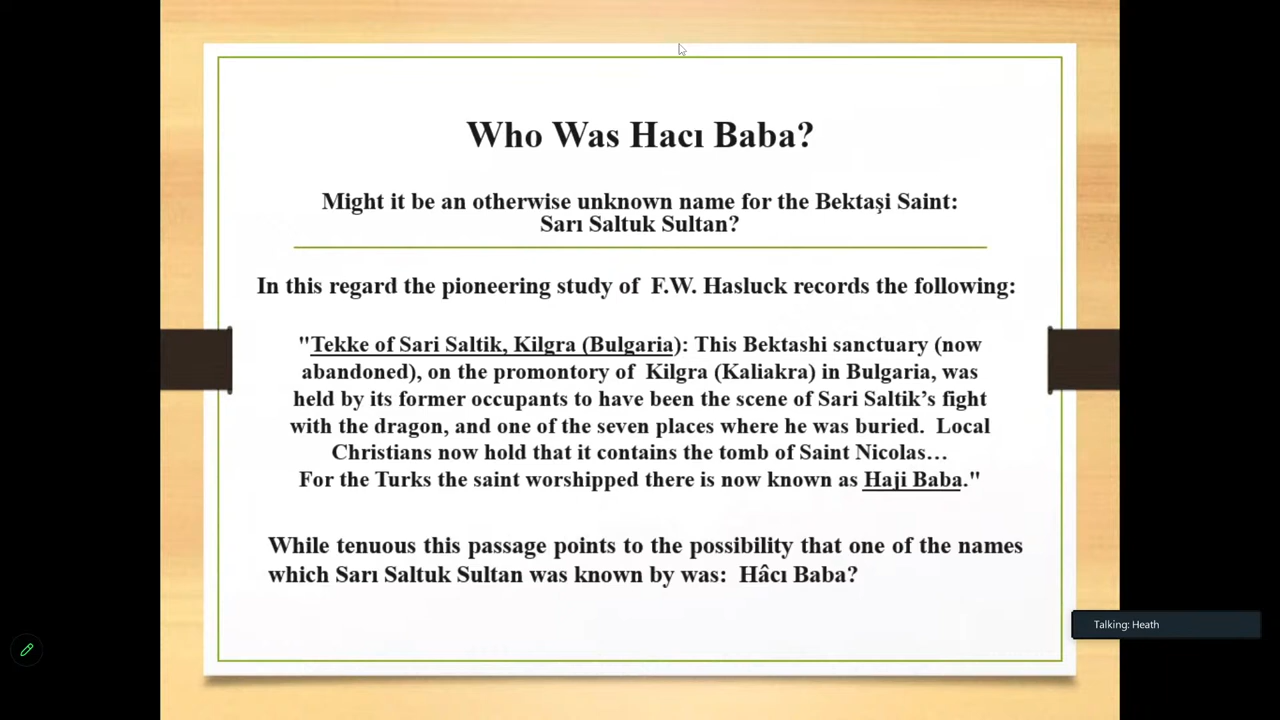 Who Was Hacı Baba?
Might it be an otherwise unknown name for the Bektaşi Saint:
Sarı Saltuk Sultan?
In this regard the pioneering study of F.W. Hasluck records the following:
"Tekke of Sari Saltik, Kilgra (Bulgaria): This Bektashi sanctuary (now
abandoned), on the promontory of Kilgra (Kaliakra) in Bulgaria, was
held by its former occupants to have been the scene of Sari Saltik’s fight
with the dragon, and one of the seven places where he was buried. Local
Christians now hold that it contains the tomb of Saint Nicolas…
For the Turks the saint worshipped there is now known as Haji Baba."
While tenuous this passage points to the possibility that one of the names
which Sarı Saltuk Sultan was known by was: Hâcı Baba?
Talking: Heath